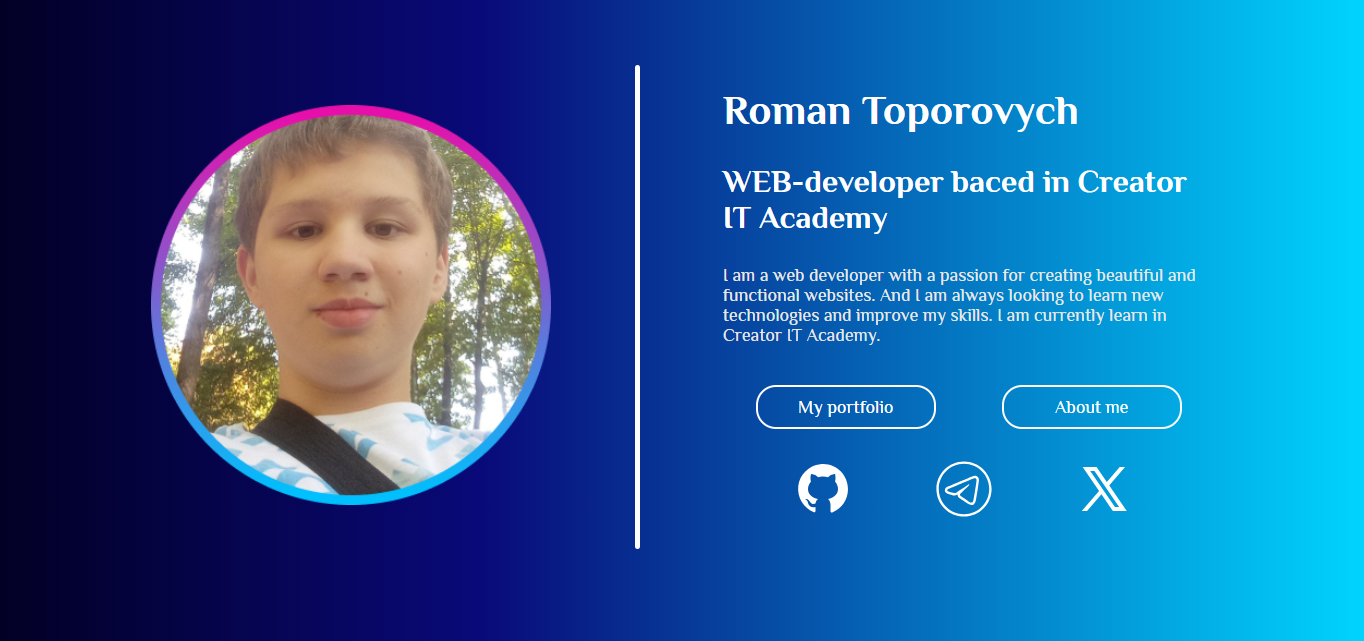 Roman Toporovych
WEB-developer baced in Creator
IT Academy
I am a web developer with a passion for creating beautiful and
functional websites. And I am always looking to learn new
technologies and improve my skills. I am currently learn in
Creator IT Academy.
My portfolio
About me